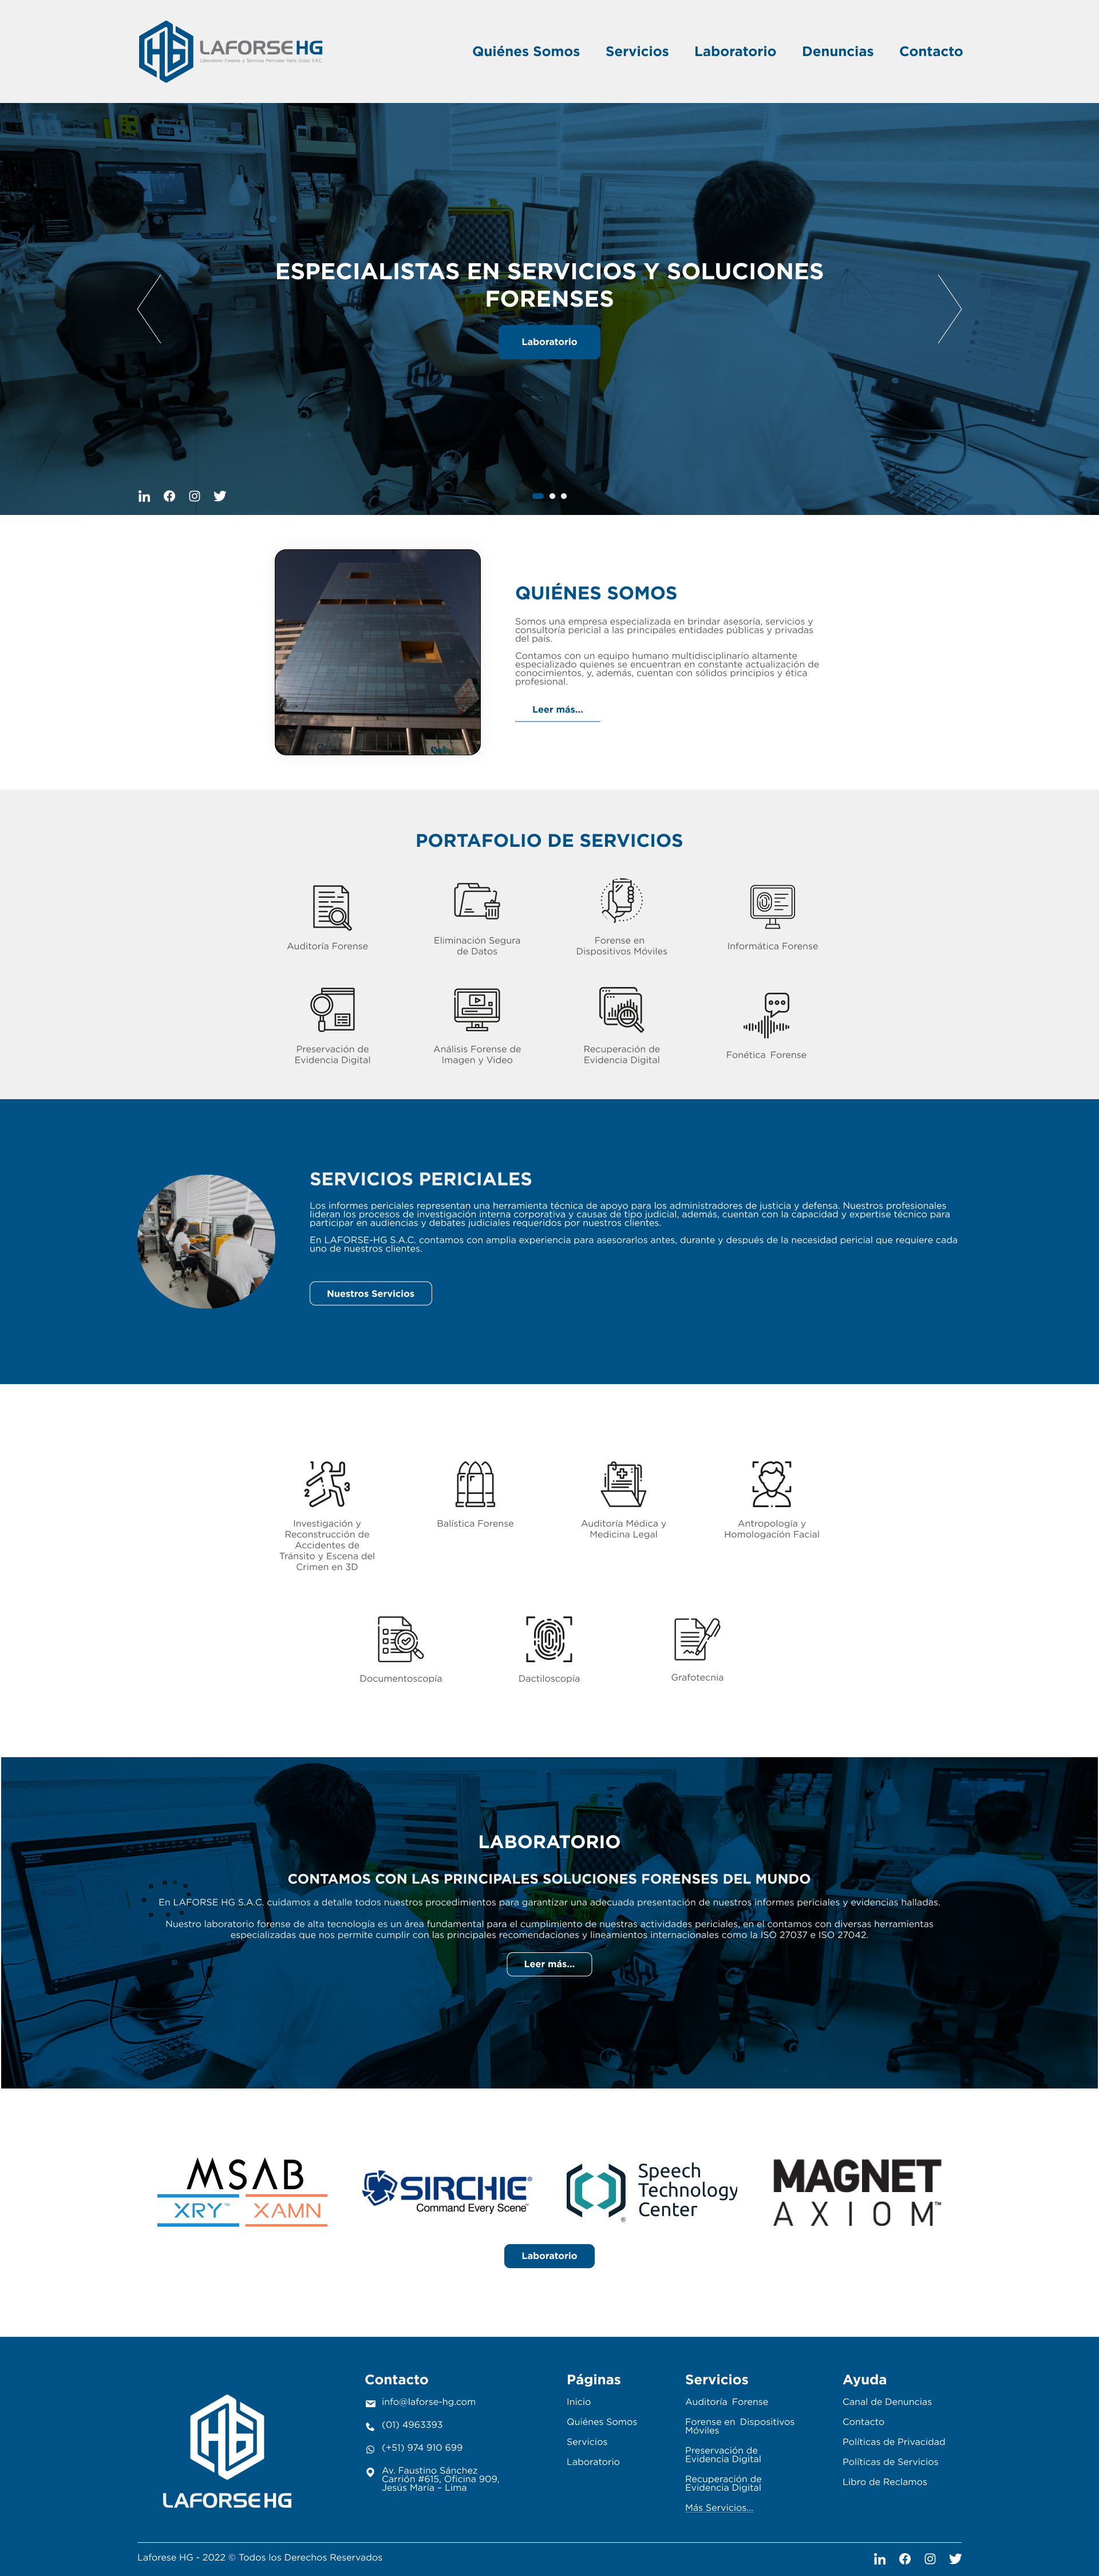 LAFORSE HG
Laboratorio Forense y Servicios Periciales Hans Gross S.A.C.
Quiénes Somos Servicios Laboratorio Denuncias Contacto
ESPECIALISTAS EN SERVICIOS Y SOLUCIONES
FORENSES
Laboratorio
QUIÉNES SOMOS
Somos una empresa especializada en brindar asesoría, servicios y
consultoría pericial a las principales entidades públicas y privadas
del país.
Contamos con un equipo humano multidisciplinario altamente
especializado quienes se encuentran en constante actualización de
conocimientos, y, además, cuentan con sólidos principios y ética
profesional.
Leer más...
PORTAFOLIO DE SERVICIOS
Auditoría Forense
Eliminación Segura
de Datos
Forense en
Dispositivos Móviles
Informática Forense
Preservación de
Evidencia Digital
Análisis Forense de
Imagen y Video
Recuperación de
Evidencia Digital
Fonética Forense
SERVICIOS PERICIALES
Los informes periciales representan una herramienta técnica de apoyo para los administradores de justicia y defensa. Nuestros profesionales
lideran los procesos de investigación interna corporativa y causas de tipo judicial, además, cuentan con la capacidad y expertise técnico para
participar en audiencias y debates judiciales requeridos por nuestros clientes.
En LAFORSE-HG S.A.C. contamos con amplia experiencia para asesorarlos antes, durante y después de la necesidad pericial que requiere cada
uno de nuestros clientes.
Nuestros Servicios
1
2
3
Investigación y
Reconstrucción de
Accidentes de
Tránsito y Escena del
Crimen en 3D
Balística Forense
Auditoría Médica y
Medicina Legal
Antropología y
Homologación Facial
Documentoscopía
Dactiloscopía
Grafotecnia
LABORATORIO
CONTAMOS CON LAS PRINCIPALES SOLUCIONES FORENSES DEL MUNDO
En LAFORSE HG S.A.C. cuidamos a detalle todos nuestros procedimientos para garantizar una adecuada presentación de nuestros informes periciales y evidencias halladas.
Nuestro laboratorio forense de alta tecnología es un área fundamental para el cumplimiento de nuestras actividades periciales, en el contamos con diversas herramientas
especializadas que nos permite cumplir con las principales recomendaciones y lineamientos internacionales como la ISO 27037 e ISO 27042.
Leer más...
MSAB
XRY™ XAMN
SIRCHIE®
Command Every Scene™
Speech
Technology
Center
®
MAGNET
AXIOM™
Laboratorio
LAFORSE HG
Contacto
info@laforse-hg.com
(01) 4963393
(+51) 974 910 699
Av. Faustino Sánchez
Carrión #615, Oficina 909,
Jesús María – Lima
Páginas
Inicio
Quiénes Somos
Servicios
Laboratorio
Servicios
Auditoría Forense
Forense en Dispositivos
Móviles
Preservación de
Evidencia Digital
Recuperación de
Evidencia Digital
Más Servicios...
Ayuda
Canal de Denuncias
Contacto
Políticas de Privacidad
Políticas de Servicios
Libro de Reclamos
Laforese HG - 2022 © Todos los Derechos Reservados